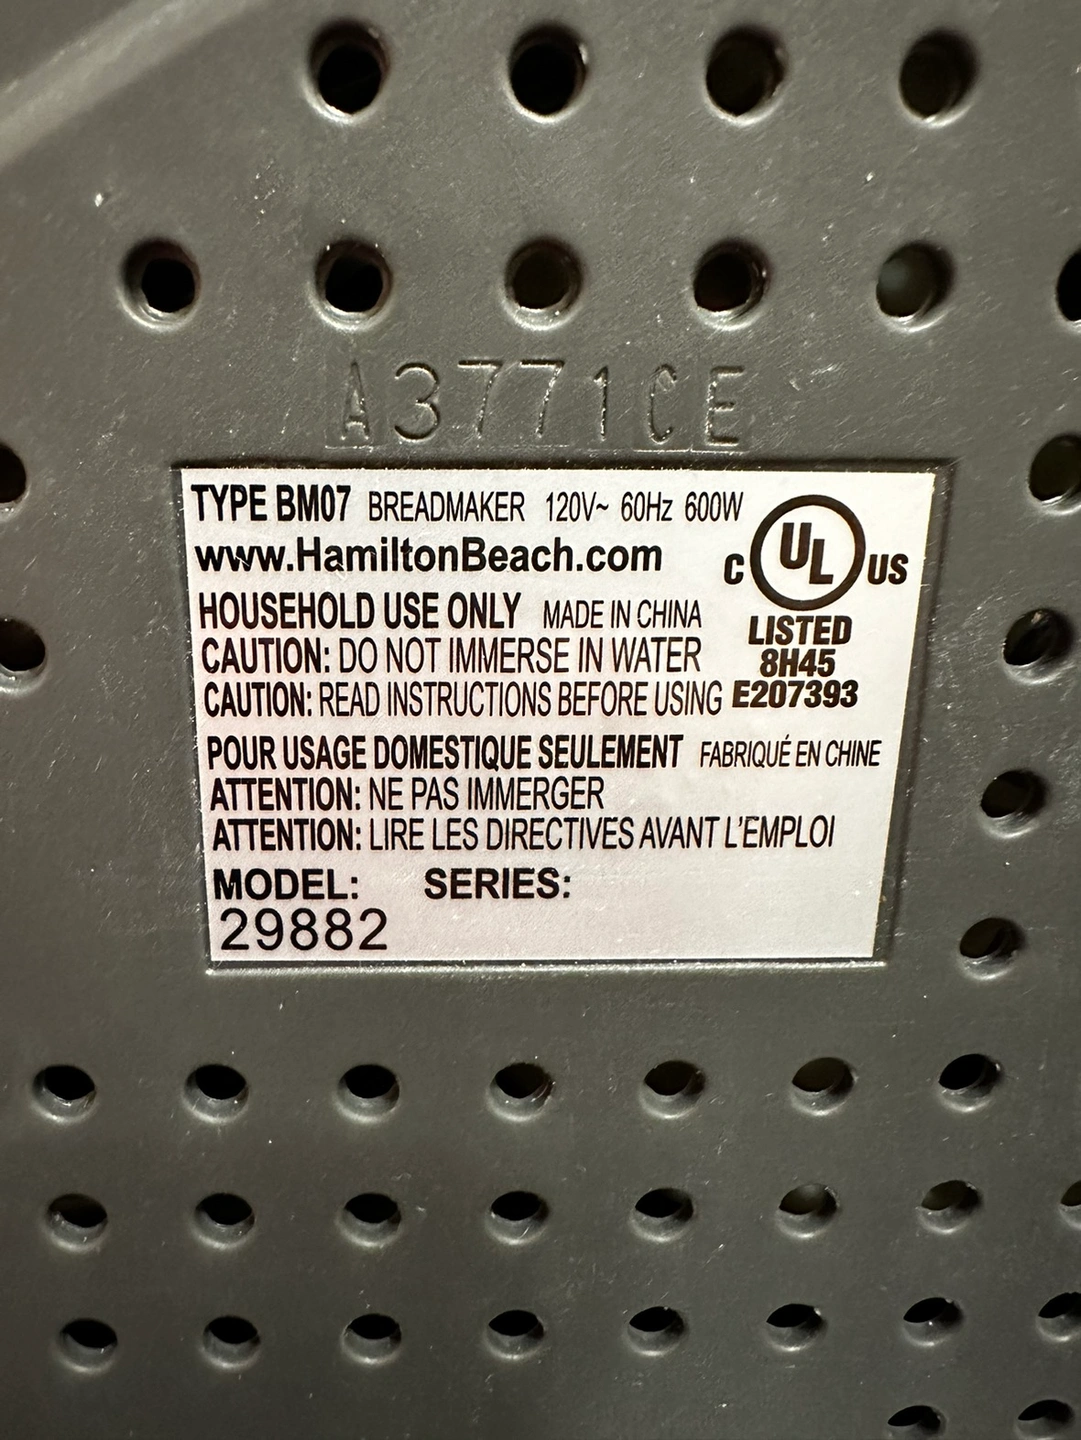 A3771CE
TYPE BM07 BREADMAKER 120V~ 60Hz 600W
www.HamiltonBeach.com
C UL US
HOUSEHOLD USE ONLY MADE IN CHINA
LISTED
CAUTION: DO NOT IMMERSE IN WATER
8H45
CAUTION: READ INSTRUCTIONS BEFORE USING
E207393
POUR USAGE DOMESTIQUE SEULEMENT FABRIQUÉ EN CHINE
ATTENTION: NE PAS IMMERGER
ATTENTION: LIRE LES DIRECTIVES AVANT L'EMPLOI
MODEL: SERIES:
29882